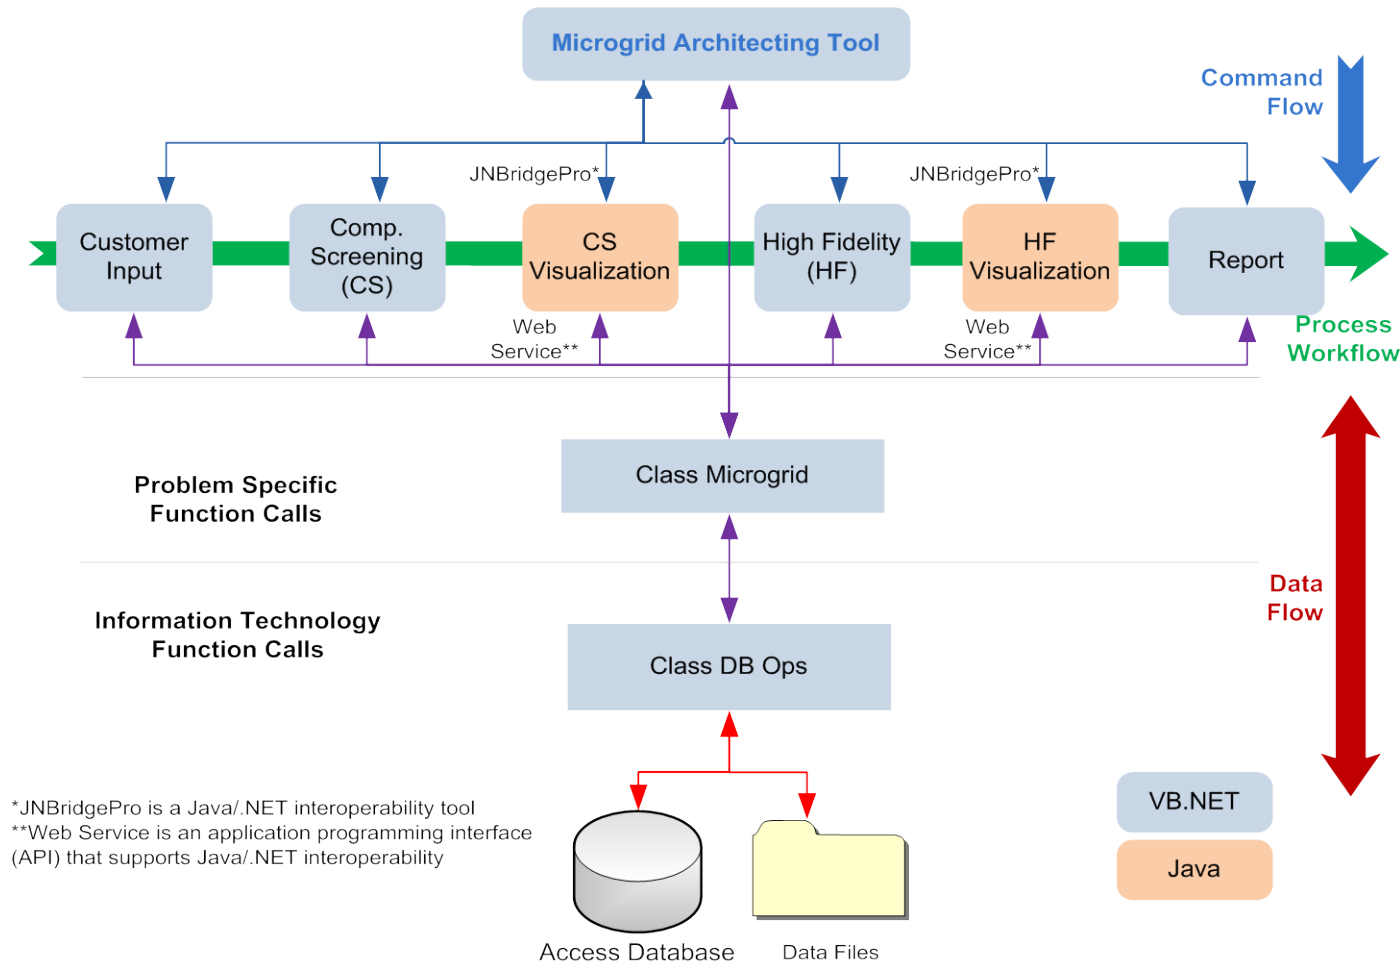 Microgrid Architecting Tool
Command
Flow
JNBridgePro*
JNBridgePro*
Customer
Input
Comp.
Screening
(CS)
CS
Visualization
High Fidelity
(HF)
HF
Visualization
Report
Web
Service**
Web
Service**
Process
Workflow
Class Microgrid
Problem Specific
Function Calls
Data
Flow
Information Technology
Function Calls
Class DB Ops
*JNBridgePro is a Java/.NET interoperability tool
**Web Service is an application programming interface
(API) that supports Java/.NET interoperability
VB.NET
Java
Access Database
Data Files